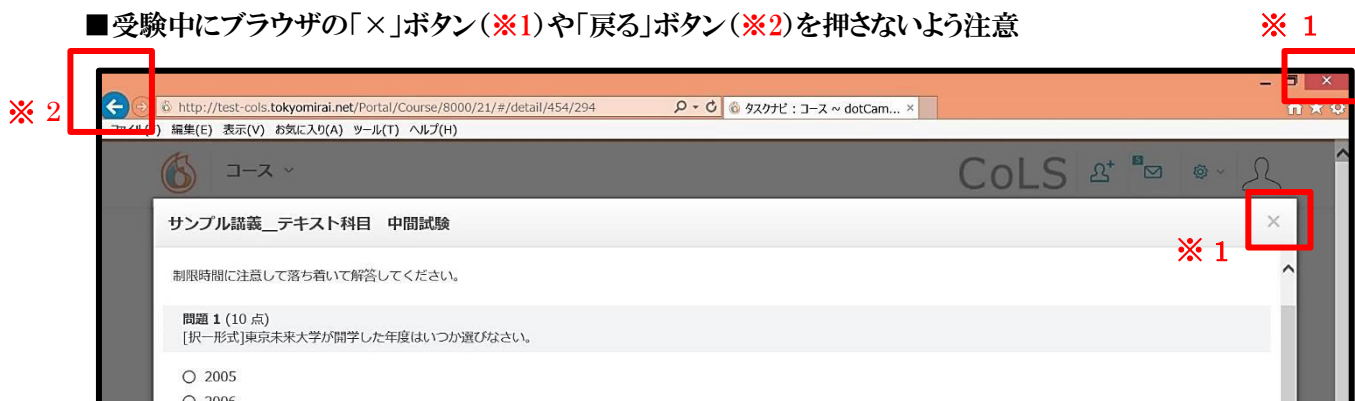 ■受験中にブラウザの「×」ボタン（※1）や「戻る」ボタン（※2）を押さないよう注意
※ 1
※ 2
http://test-cols.tokyomirai.net/Portal/Course/8000/21/#/detail/454/294
タスクナビ : コース ~ dotCam... ×
編集(E) 表示(V) お気に入り(A) ツール(T) ヘルプ(H)
コース
CoLS
サンプル講義__テキスト科目　中間試験
※ 1
制限時間に注意して落ち着いて解答してください。
問題 1 (10 点)
[択一形式]東京未来大学が開学した年度はいつか選びなさい。
2005
2006